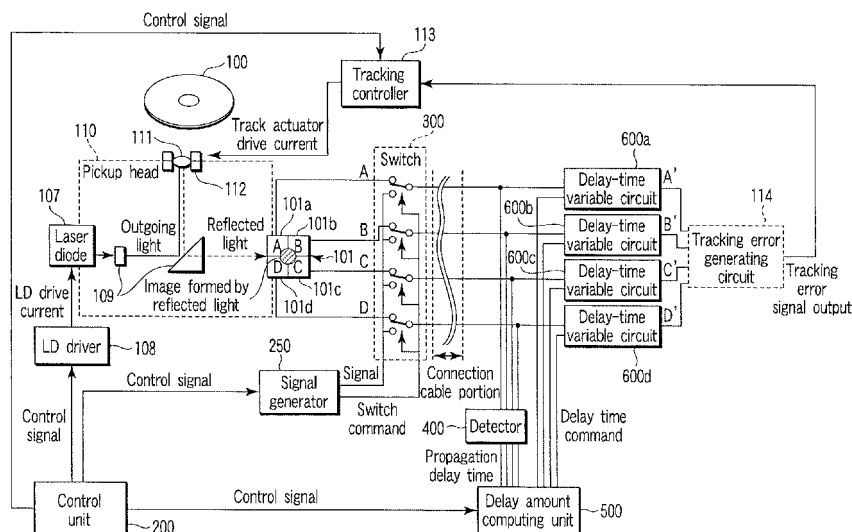 Control signal
113
100
Tracking
controller
Track actuator
drive current
300
110
111
Pickup head
112
Switch
600a
107
A
101a
101b
Delay-time
variable circuit
A'
Laser
diode
Outgoing
light
Reflected
light
A B
D C
101
B
600b
Delay-time
variable circuit
B'
114
Tracking error
generating
circuit
LD drive
current
109
Image formed by
reflected light
101c
101d
C
600c
Delay-time
variable circuit
C'
Tracking
error
signal output
D
Delay-time
variable circuit
D'
600d
LD driver
108
250
Control signal
Signal
generator
Signal
Switch
command
Connection
cable portion
Control
signal
400
Detector
Delay time
command
Propagation
delay time
Control
unit
200
Control signal
Delay amount
computing unit
500